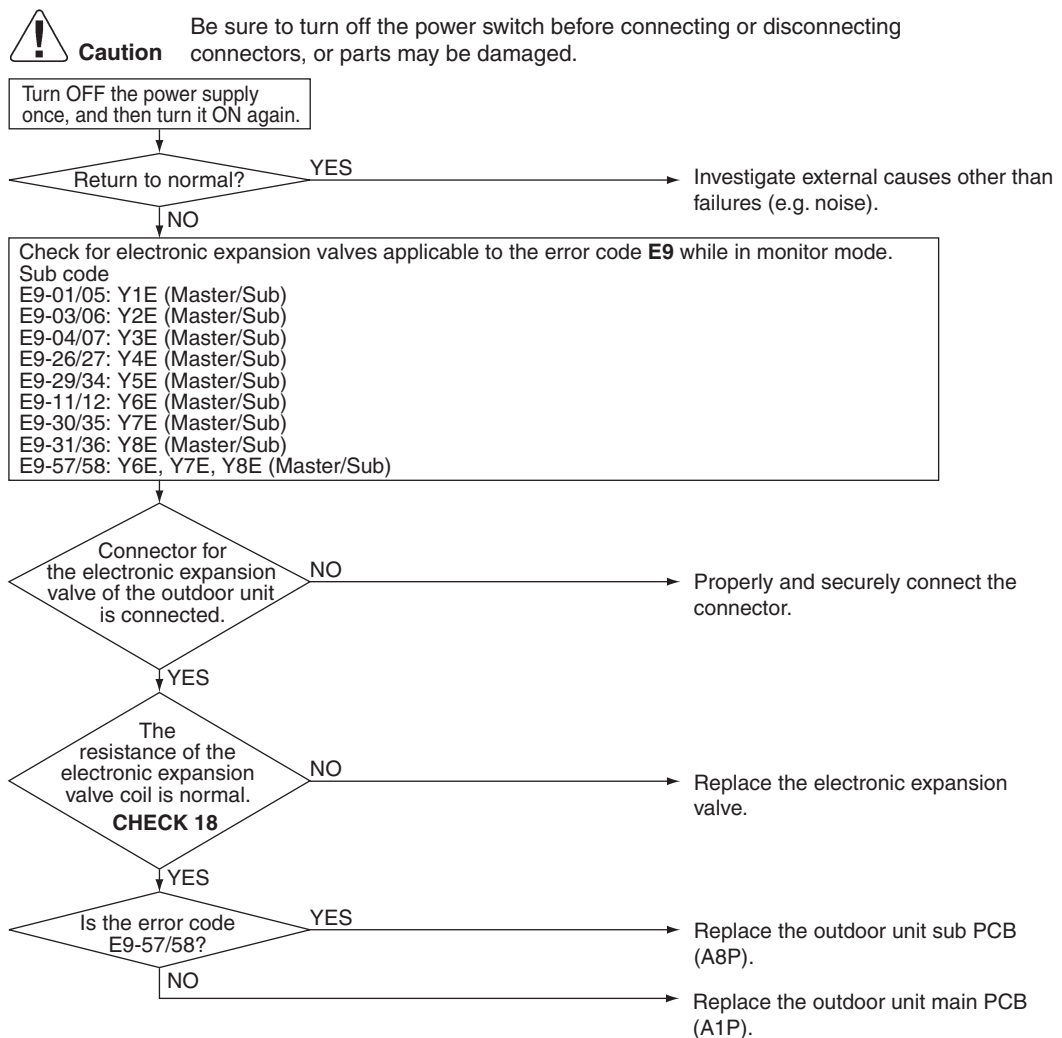 Be sure to turn off the power switch before connecting or disconnecting
Caution connectors, or parts may be damaged.
Turn OFF the power supply
once, and then turn it ON again.
Return to normal?
YES
Investigate external causes other than
failures (e.g. noise).
NO
Check for electronic expansion valves applicable to the error code E9 while in monitor mode.
Sub code
E9-01/05: Y1E (Master/Sub)
E9-03/06: Y2E (Master/Sub)
E9-04/07: Y3E (Master/Sub)
E9-26/27: Y4E (Master/Sub)
E9-29/34: Y5E (Master/Sub)
E9-11/12: Y6E (Master/Sub)
E9-30/35: Y7E (Master/Sub)
E9-31/36: Y8E (Master/Sub)
E9-57/58: Y6E, Y7E, Y8E (Master/Sub)
Connector for
the electronic expansion
valve of the outdoor unit
is connected.
NO
Properly and securely connect the
connector.
YES
The
resistance of the
electronic expansion
valve coil is normal.
CHECK 18
NO
Replace the electronic expansion
valve.
YES
Is the error code
E9-57/58?
YES
Replace the outdoor unit sub PCB
(A8P).
NO
Replace the outdoor unit main PCB
(A1P).